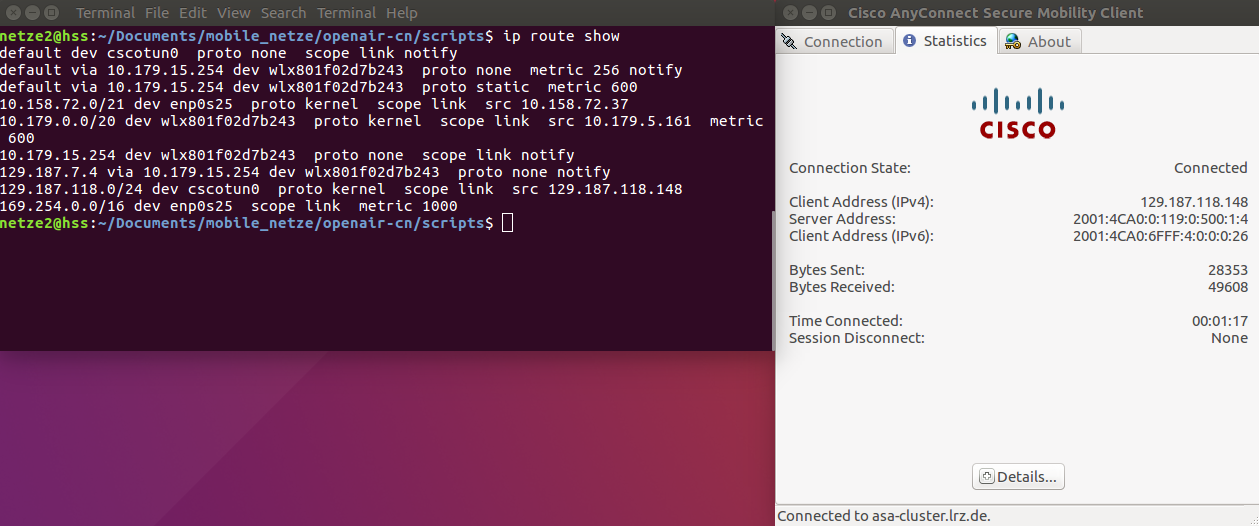 Terminal File Edit View Search Terminal Help
netze2@hss:~/Documents/mobile_netze/openair-cn/scripts$ ip route show
default dev cscotun0  proto none  scope link notify
default via 10.179.15.254 dev wlx801f02d7b243  proto none  metric 256 notify
default via 10.179.15.254 dev wlx801f02d7b243  proto static  metric 600
10.158.72.0/21 dev enp0s25  proto kernel  scope link  src 10.158.72.37
10.179.0.0/20 dev wlx801f02d7b243  proto kernel  scope link  src 10.179.5.161  metric
 600
10.179.15.254 dev wlx801f02d7b243  proto none  scope link notify
129.187.7.4 via 10.179.15.254 dev wlx801f02d7b243  proto none notify
129.187.118.0/24 dev cscotun0  proto kernel  scope link  src 129.187.118.148
169.254.0.0/16 dev enp0s25  scope link  metric 1000
netze2@hss:~/Documents/mobile_netze/openair-cn/scripts$
Cisco AnyConnect Secure Mobility Client
Connection Statistics About
CISCO
Connection State: Connected
Client Address (IPv4): 129.187.118.148
Server Address: 2001:4CA0:0:119:0:500:1:4
Client Address (IPv6): 2001:4CA0:6FFF:4:0:0:0:26
Bytes Sent: 28353
Bytes Received: 49608
Time Connected: 00:01:17
Session Disconnect: None
Details...
Connected to asa-cluster.lrz.de.